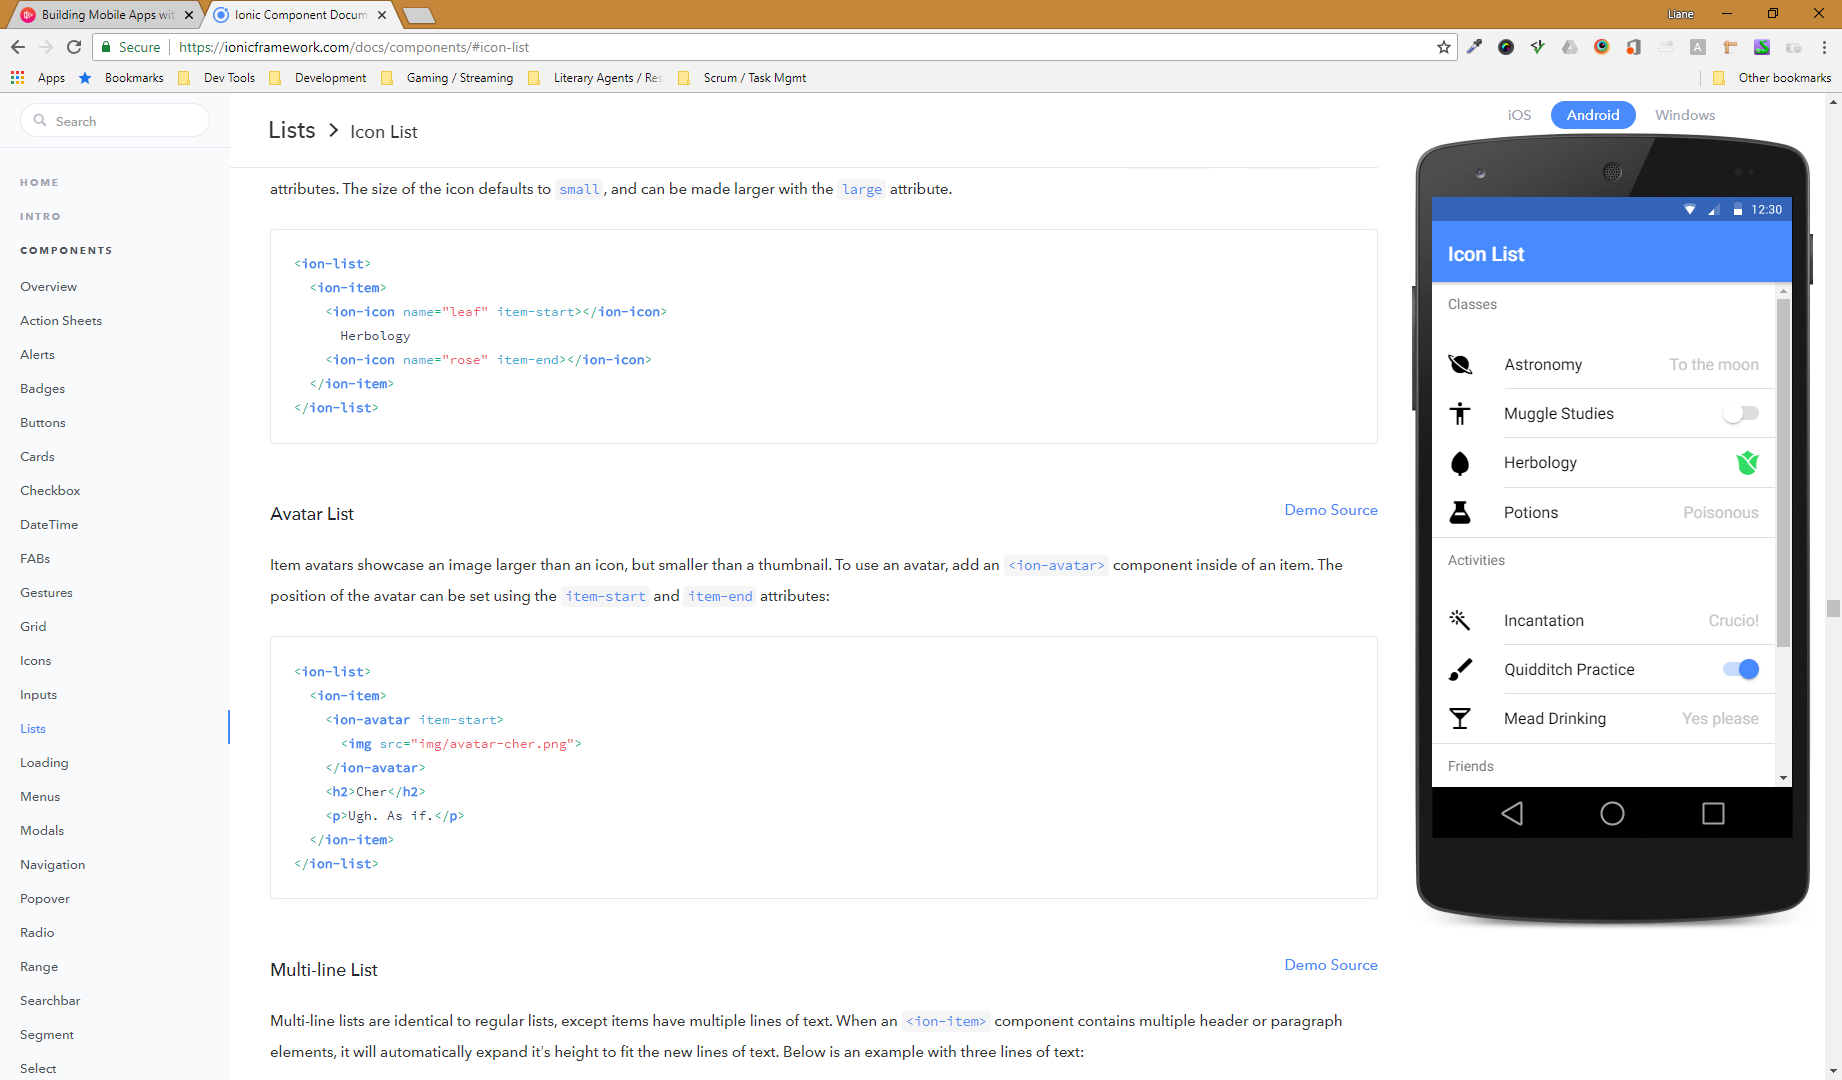 Building Mobile Apps wit
Ionic Component Docum
Liane
Secure
https://ionicframework.com/docs/components/#icon-list
Apps
Bookmarks
Dev Tools
Development
Gaming / Streaming
Literary Agents / Res
Scrum / Task Mgmt
Other bookmarks
Search
HOME
INTRO
COMPONENTS
Overview
Action Sheets
Alerts
Badges
Buttons
Cards
Checkbox
DateTime
FABs
Gestures
Grid
Icons
Inputs
Lists
Loading
Menus
Modals
Navigation
Popover
Radio
Range
Searchbar
Segment
Select
Lists > Icon List
attributes. The size of the icon defaults to small, and can be made larger with the large attribute.
<ion-list>
<ion-item>
<ion-icon name="leaf" item-start></ion-icon>
Herbology
<ion-icon name="rose" item-end></ion-icon>
</ion-item>
</ion-list>
Avatar List
Demo Source
Item avatars showcase an image larger than an icon, but smaller than a thumbnail. To use an avatar, add an <ion-avatar> component inside of an item. The
position of the avatar can be set using the item-start and item-end attributes:
<ion-list>
<ion-item>
<ion-avatar item-start>
<img src="img/avatar-cher.png">
</ion-avatar>
<h2>Cher</h2>
<p>Ugh. As if.</p>
</ion-item>
</ion-list>
Multi-line List
Demo Source
Multi-line lists are identical to regular lists, except items have multiple lines of text. When an <ion-item> component contains multiple header or paragraph
elements, it will automatically expand it's height to fit the new lines of text. Below is an example with three lines of text:
iOS
Android
Windows
12:30
Icon List
Classes
Astronomy
To the moon
Muggle Studies
Herbology
Potions
Poisonous
Activities
Incantation
Crucio!
Quidditch Practice
Mead Drinking
Yes please
Friends